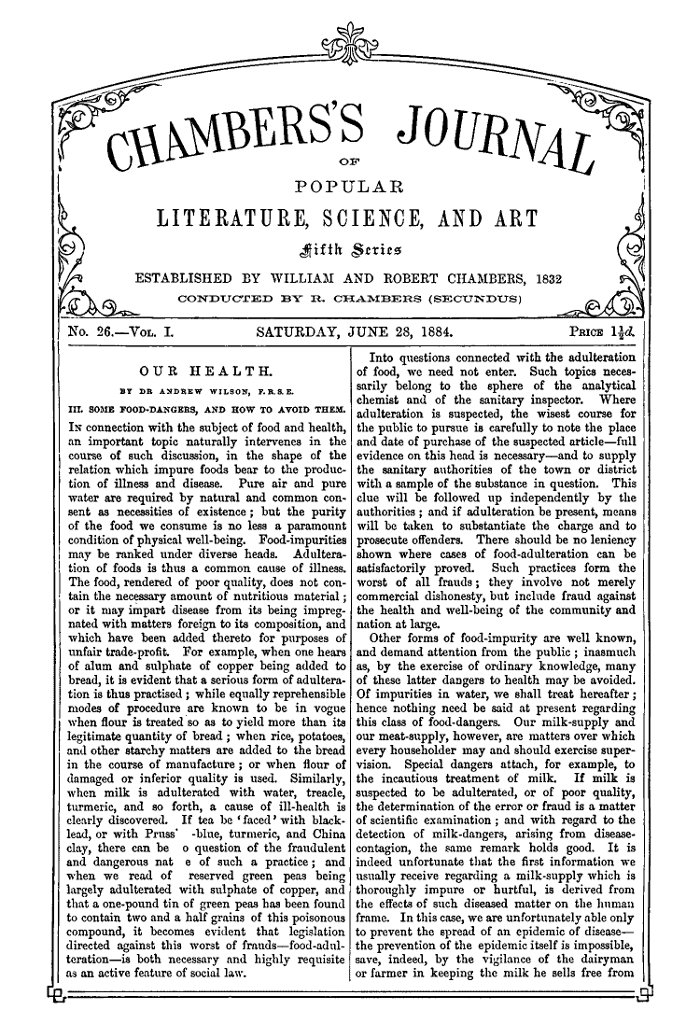 CHAMBERS'S JOURNAL
OF
POPULAR
LITERATURE, SCIENCE, AND ART
Fifth Series
ESTABLISHED BY WILLIAM AND ROBERT CHAMBERS, 1832
CONDUCTED BY R. CHAMBERS (SECUNDUS)
No. 26.—Vol. I.
SATURDAY, JUNE 28, 1884.
Price 1½d.
OUR HEALTH.
BY DR ANDREW WILSON, F.R.S.E.
III. SOME FOOD-DANGERS, AND HOW TO AVOID THEM.
In connection with the subject of food and health,
an important topic naturally intervenes in the
course of such discussion, in the shape of the
relation which impure foods bear to the produc-
tion of illness and disease. Pure air and pure
water are required by natural and common con-
sent as necessities of existence; but the purity
of the food we consume is no less a paramount
condition of physical well-being. Food-impurities
may be ranked under diverse heads. Adultera-
tion of foods is thus a common cause of illness.
The food, rendered of poor quality, does not con-
tain the necessary amount of nutritious material;
or it may impart disease from its being impreg-
nated with matters foreign to its composition, and
which have been added thereto for purposes of
unfair trade-profit. For example, when one hears
of alum and sulphate of copper being added to
bread, it is evident that a serious form of adultera-
tion is thus practised; while equally reprehensible
modes of procedure are known to be in vogue
when flour is treated so as to yield more than its
legitimate quantity of bread; when rice, potatoes,
and other starchy matters are added to the bread
in the course of manufacture; or when flour of
damaged or inferior quality is used. Similarly,
when milk is adulterated with water, treacle,
turmeric, and so forth, a cause of ill-health is
clearly discovered. If tea be 'faced' with black-
lead, or with Pruss -blue, turmeric, and China
clay, there can be o question of the fraudulent
and dangerous nat e of such a practice; and
when we read of reserved green peas being
largely adulterated with sulphate of copper, and
that a one-pound tin of green peas has been found
to contain two and a half grains of this poisonous
compound, it becomes evident that legislation
directed against this worst of frauds—food-adul-
teration—is both necessary and highly requisite
as an active feature of social law.
Into questions connected with the adulteration
of food, we need not enter. Such topics neces-
sarily belong to the sphere of the analytical
chemist and of the sanitary inspector. Where
adulteration is suspected, the wisest course for
the public to pursue is carefully to note the place
and date of purchase of the suspected article—full
evidence on this head is necessary—and to supply
the sanitary authorities of the town or district
with a sample of the substance in question. This
clue will be followed up independently by the
authorities; and if adulteration be present, means
will be taken to substantiate the charge and to
prosecute offenders. There should be no leniency
shown where cases of food-adulteration can be
satisfactorily proved. Such practices form the
worst of all frauds; they involve not merely
commercial dishonesty, but include fraud against
the health and well-being of the community and
nation at large.
Other forms of food-impurity are well known,
and demand attention from the public; inasmuch
as, by the exercise of ordinary knowledge, many
of these latter dangers to health may be avoided.
Of impurities in water, we shall treat hereafter;
hence nothing need be said at present regarding
this class of food-dangers. Our milk-supply and
our meat-supply, however, are matters over which
every householder may and should exercise super-
vision. Special dangers attach, for example, to
the incautious treatment of milk. If milk is
suspected to be adulterated, or of poor quality,
the determination of the error or fraud is a matter
of scientific examination; and with regard to the
detection of milk-dangers, arising from disease-
contagion, the same remark holds good. It is
indeed unfortunate that the first information we
usually receive regarding a milk-supply which is
thoroughly impure or hurtful, is derived from
the effects of such diseased matter on the human
frame. In this case, we are unfortunately able only
to prevent the spread of an epidemic of disease—
the prevention of the epidemic itself is impossible,
save, indeed, by the vigilance of the dairyman
or farmer in keeping the milk he sells free from